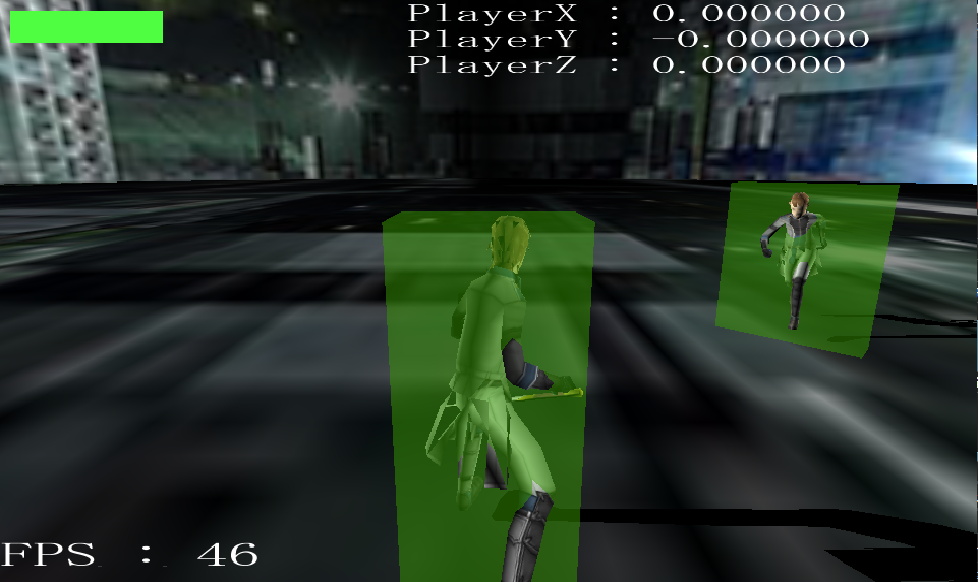 PlayerX : 0.000000
PlayerY : -0.000000
PlayerZ : 0.000000
FPS : 46